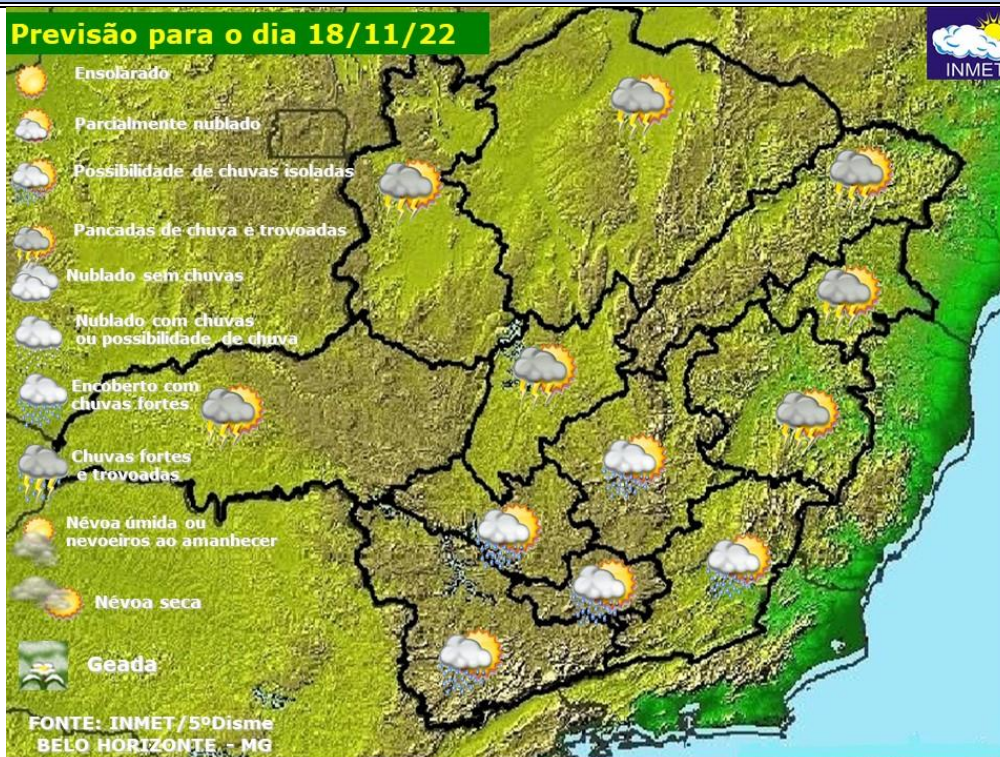 Previsão para o dia 18/11/22
INMET
Ensolarado
Parcialmente nublado
Possibilidade de chuvas isoladas
Pancadas de chuva e trovoadas
Nublado sem chuvas
Nublado com chuvas
ou possibilidade de chuva
Encoberto com
chuvas fortes
Chuvas fortes
e trovoadas
Névoa úmida ou
nevoeiros ao amanhecer
Névoa seca
Geada
FONTE: INMET/5ºDisme
BELO HORIZONTE - MG